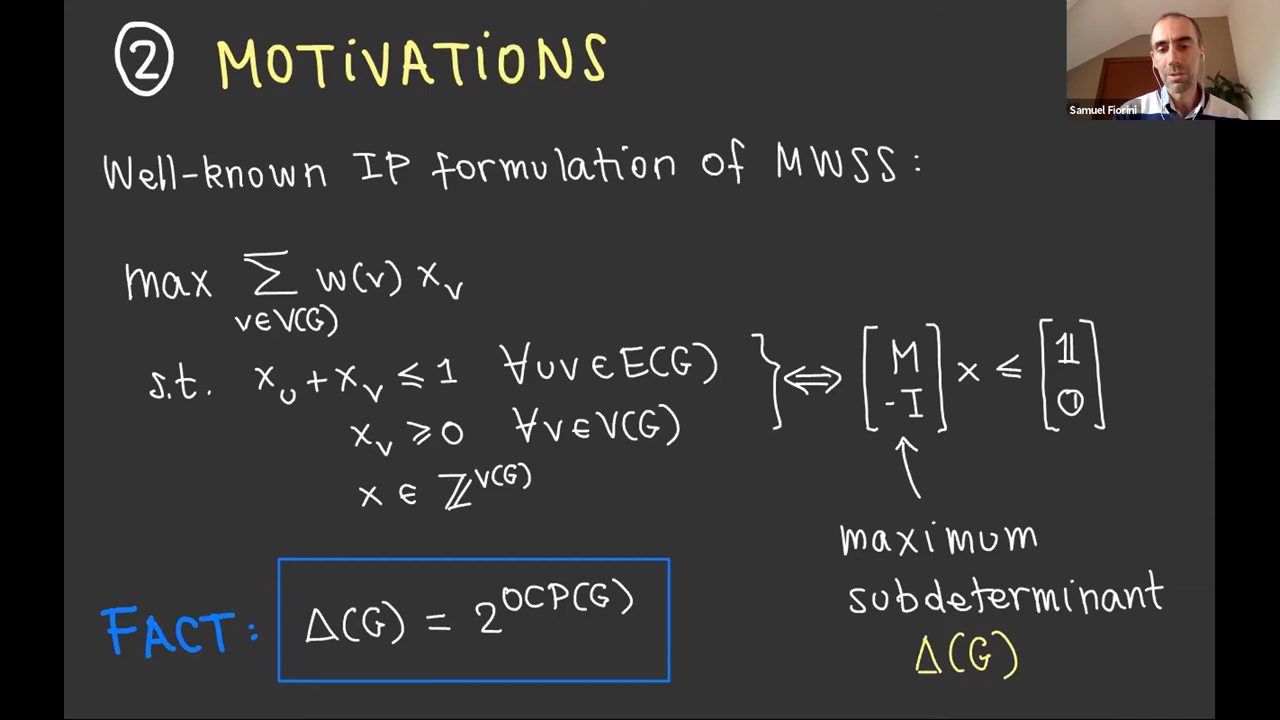 ② MOTiVATiONS
Samuel Fiorini
Well-known IP formulation of MWSS:
max ∑ w(v) x_v
v∈V(G)
s.t. x_u + x_v ≤ 1 ∀uv∈E(G)
x_v ≥ 0 ∀v∈V(G)
x ∈ ℤ^V(G)
} ⟺ [M -I] x ≤ [𝟙 𝟘]
maximum
subdeterminant
Δ(G)
FACT: Δ(G) = 2^OCP(G)